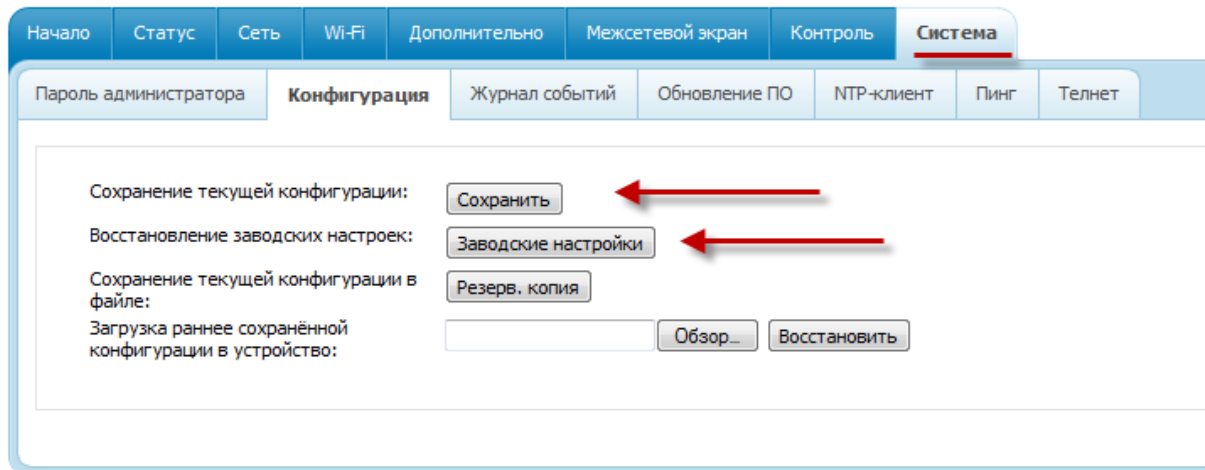 Начало Статус Сеть Wi-Fi Дополнительно Межсетевой экран Контроль Система
Пароль администратора Конфигурация Журнал событий Обновление ПО NTP-клиент Пинг Телнет
Сохранение текущей конфигурации: Сохранить
Восстановление заводских настроек: Заводские настройки
Сохранение текущей конфигурации в
файле: Резерв. копия
Загрузка раннее сохранённой
конфигурации в устройство: Обзор... Восстановить